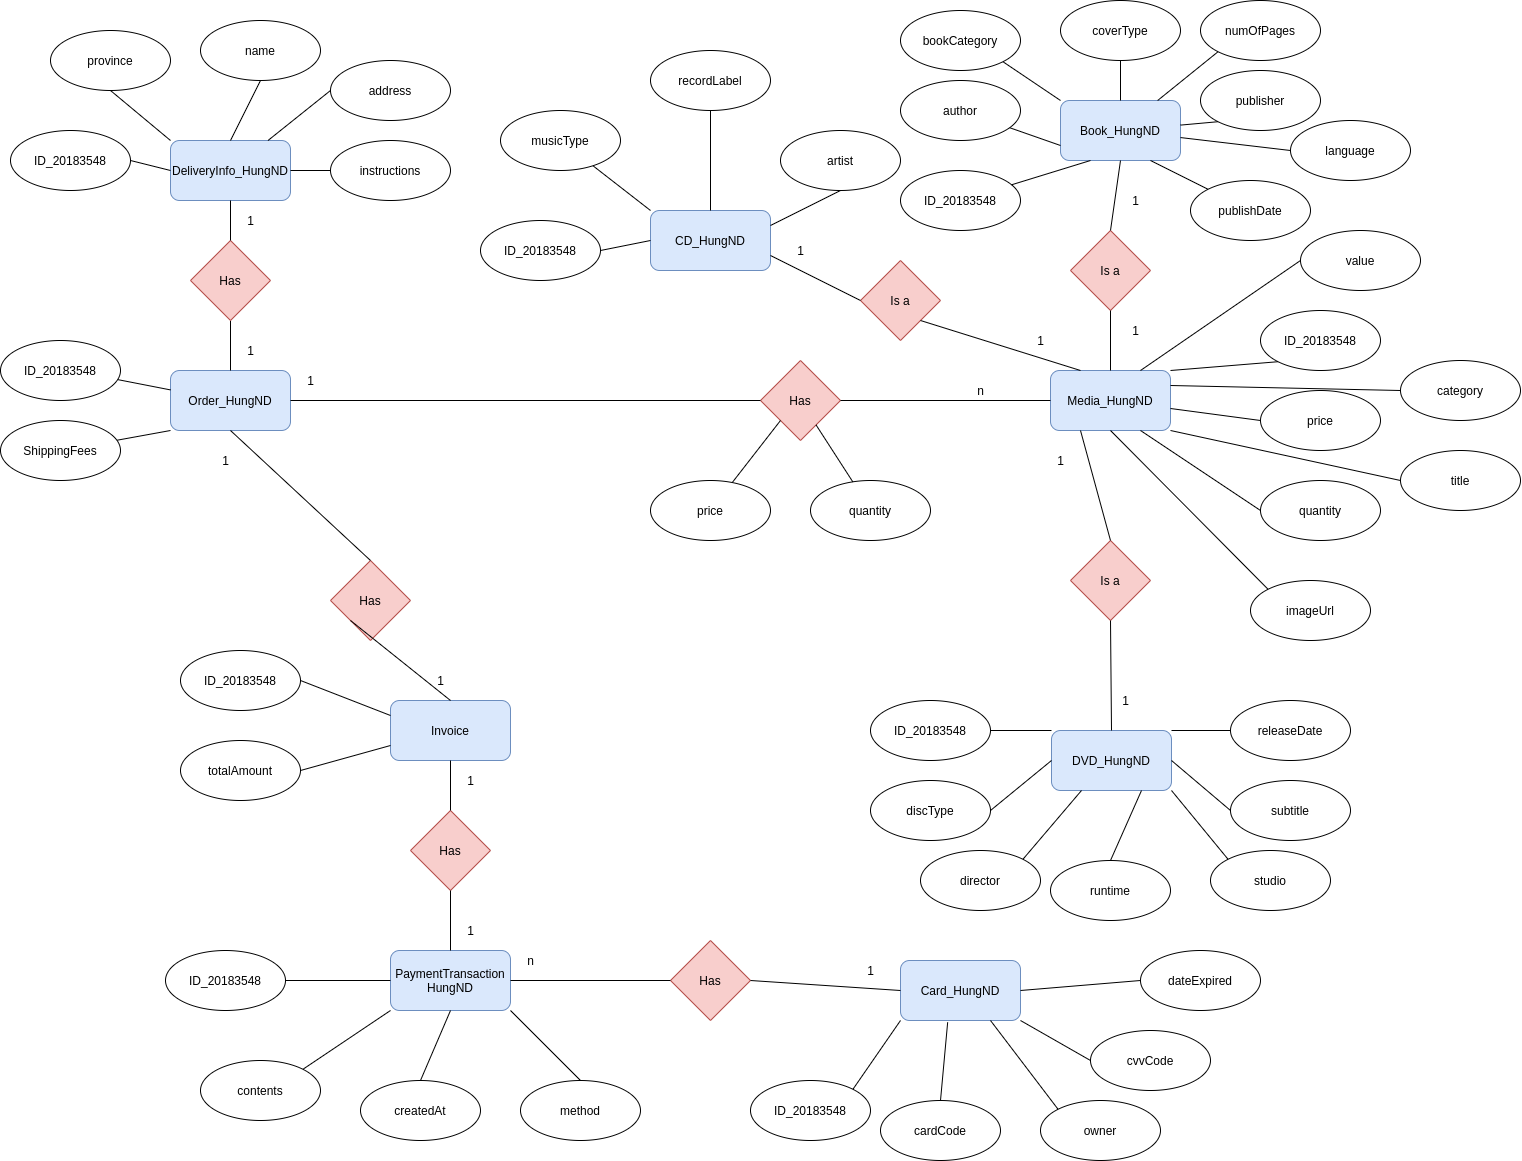 province
name
address
ID_20183548
DeliveryInfo_HungND
instructions
1
Has
1
ID_20183548
Order_HungND
ShippingFees
1
1
recordLabel
musicType
artist
ID_20183548
CD_HungND
1
Is a
1
bookCategory
coverType
numOfPages
author
Book_HungND
publisher
language
ID_20183548
publishDate
1
Is a
1
value
ID_20183548
category
Media_HungND
price
title
quantity
imageUrl
n
Has
price
quantity
1
Is a
1
ID_20183548
DVD_HungND
releaseDate
discType
subtitle
director
runtime
studio
Has
1
ID_20183548
Invoice
totalAmount
1
Has
1
ID_20183548
PaymentTransaction
HungND
contents
createdAt
method
n
Has
1
Card_HungND
dateExpired
cvvCode
ID_20183548
cardCode
owner